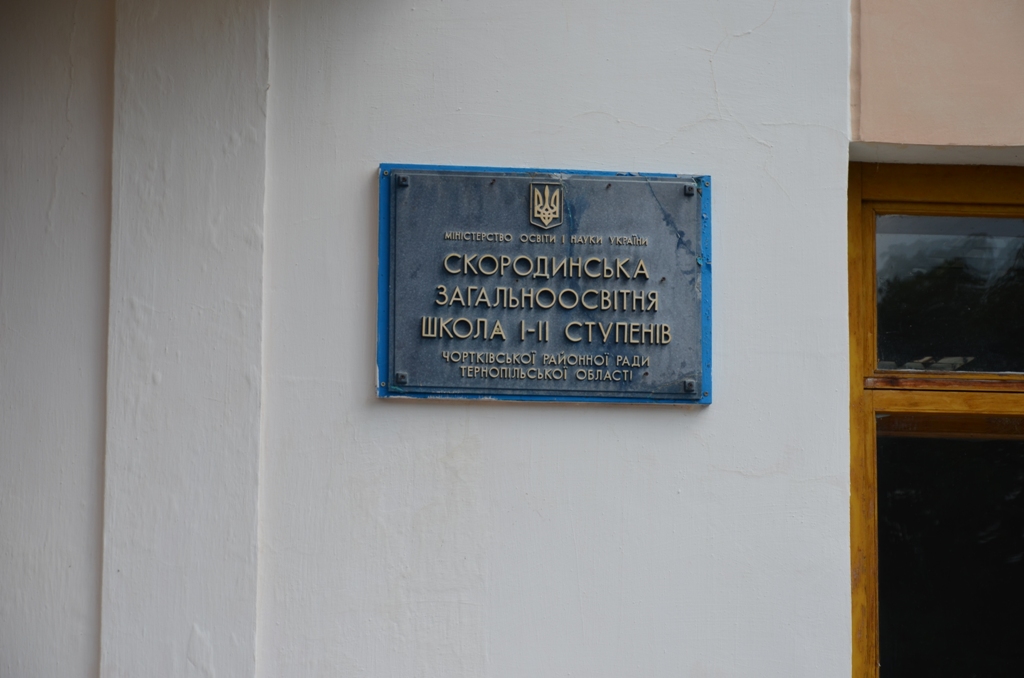 МІНІСТЕРСТВО ОСВІТИ І НАУКИ УКРАЇНИ
СКОРОДИНСЬКА
ЗАГАЛЬНООСВІТНЯ
ШКОЛА І-ІІ СТУПЕНІВ
ЧОРТКІВСЬКОЇ РАЙОННОЇ РАДИ
ТЕРНОПІЛЬСЬКОЇ ОБЛАСТІ